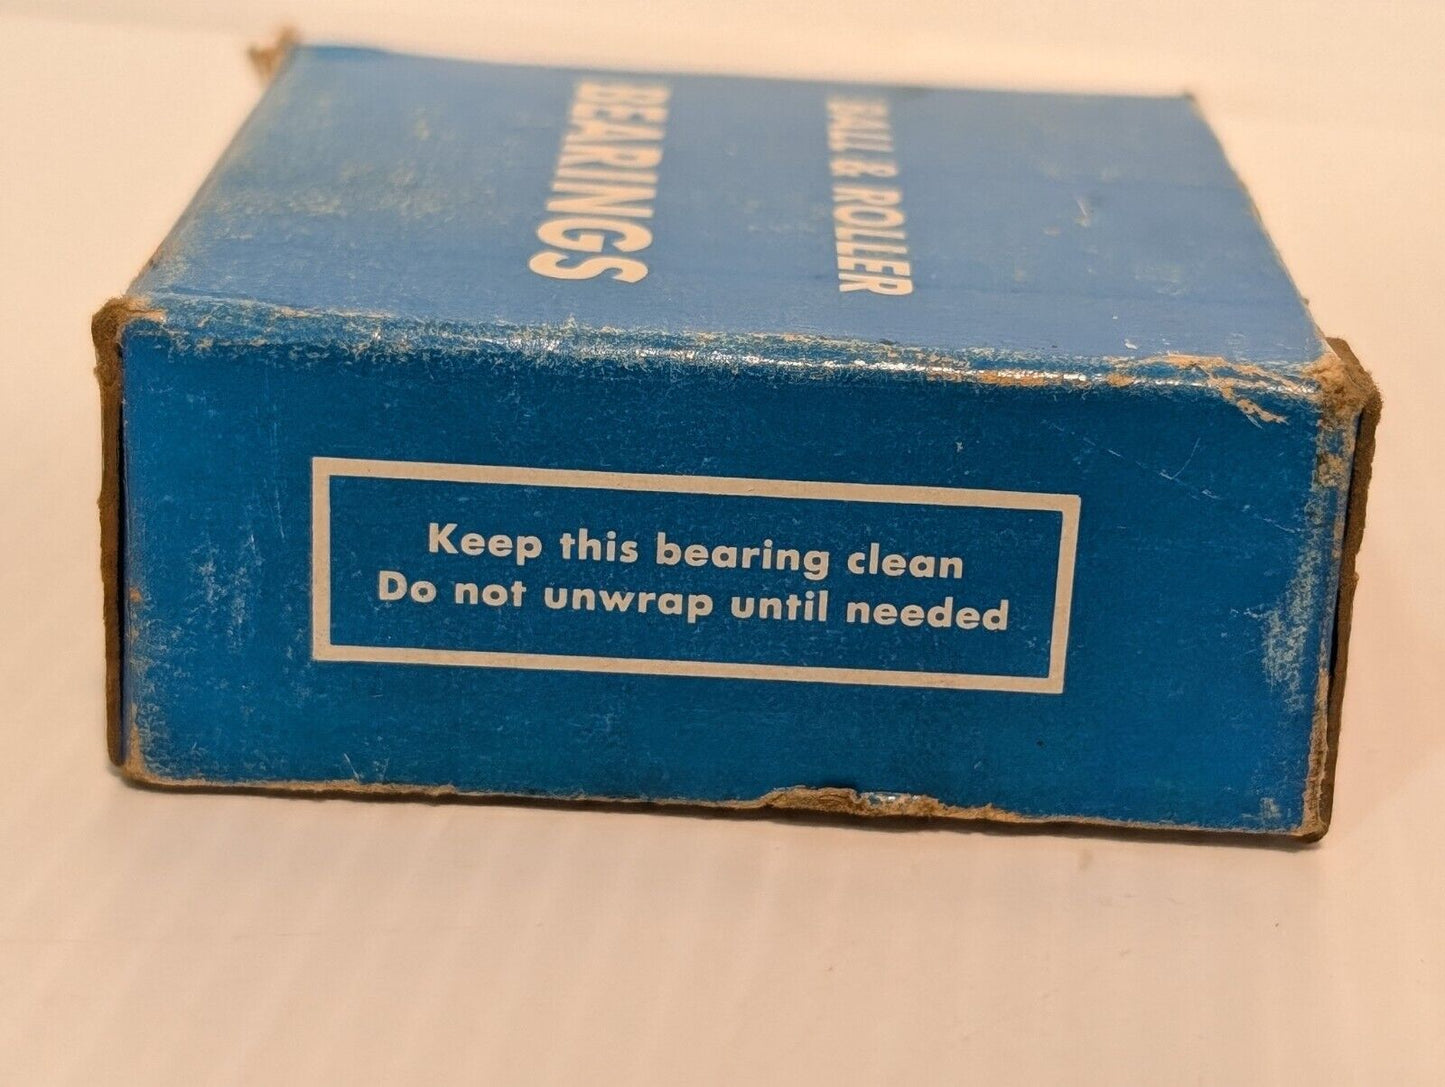 BALL & ROLLER
BEARINGS
Keep this bearing clean
Do not unwrap until needed